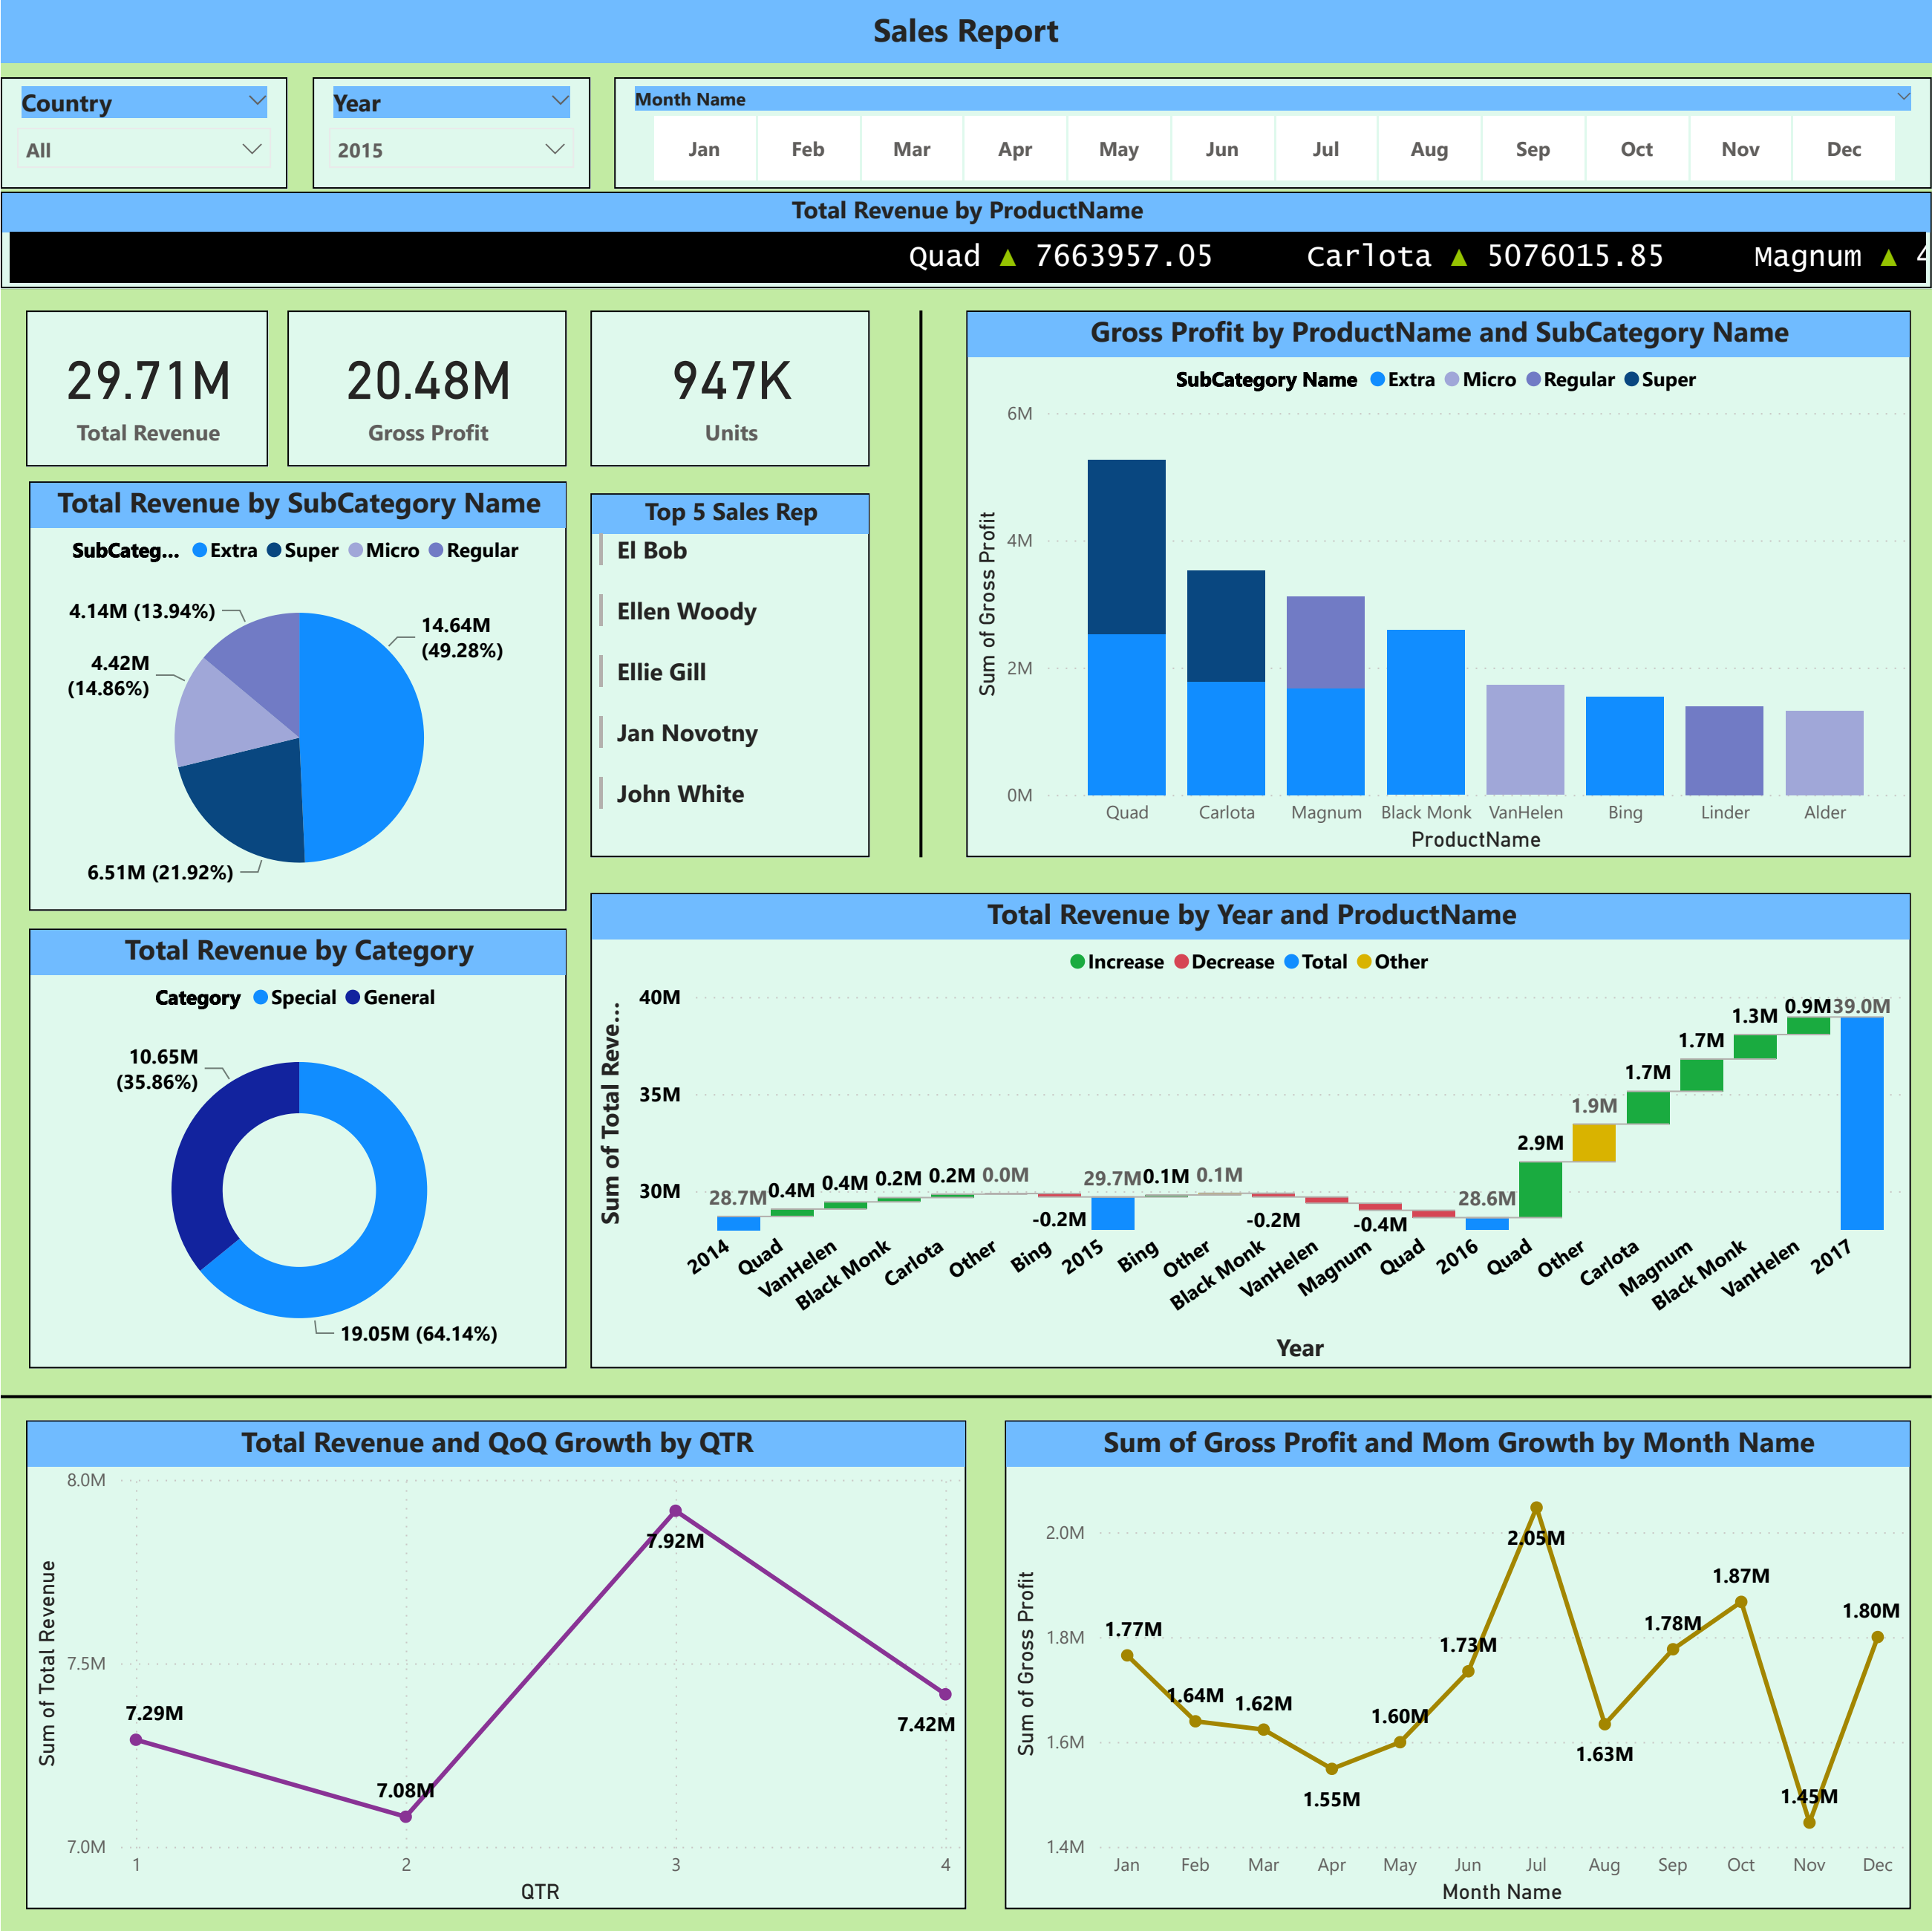 Sales Report
Country
All
Year
2015
Month Name
Jan Feb Mar Apr May Jun Jul Aug Sep Oct Nov Dec
Total Revenue by ProductName
Quad ▲ 7663957.05 Carlota ▲ 5076015.85 Magnum ▲
29.71M
Total Revenue
20.48M
Gross Profit
947K
Units
Total Revenue by SubCategory Name
SubCateg... Extra Super Micro Regular
4.14M (13.94%)
14.64M
(49.28%)
4.42M
(14.86%)
6.51M (21.92%)
Top 5 Sales Rep
El Bob
Ellen Woody
Ellie Gill
Jan Novotny
John White
Gross Profit by ProductName and SubCategory Name
SubCategory Name Extra Micro Regular Super
Sum of Gross Profit
6M
4M
2M
0M
Quad Carlota Magnum Black Monk VanHelen Bing Linder Alder
ProductName
Total Revenue by Category
Category Special General
10.65M
(35.86%)
19.05M (64.14%)
Total Revenue by Year and ProductName
Increase Decrease Total Other
Sum of Total Reve...
40M
35M
30M
28.7M 0.4M 0.4M 0.2M 0.2M 0.0M -0.2M 29.7M 0.1M 0.1M -0.2M -0.4M 28.6M 2.9M 1.9M 1.7M 1.7M 1.3M 0.9M 39.0M
2014 Quad VanHelen Black Monk Carlota Other Bing 2015 Bing Other Black Monk VanHelen Magnum Quad 2016 Quad Other Carlota Magnum Black Monk VanHelen 2017
Year
Total Revenue and QoQ Growth by QTR
Sum of Total Revenue
8.0M
7.5M
7.0M
7.29M
7.08M
7.92M
7.42M
1 2 3 4
QTR
Sum of Gross Profit and Mom Growth by Month Name
Sum of Gross Profit
2.0M
1.8M
1.6M
1.4M
1.77M 1.64M 1.62M 1.55M 1.60M 1.73M 2.05M 1.63M 1.78M 1.87M 1.45M 1.80M
Jan Feb Mar Apr May Jun Jul Aug Sep Oct Nov Dec
Month Name